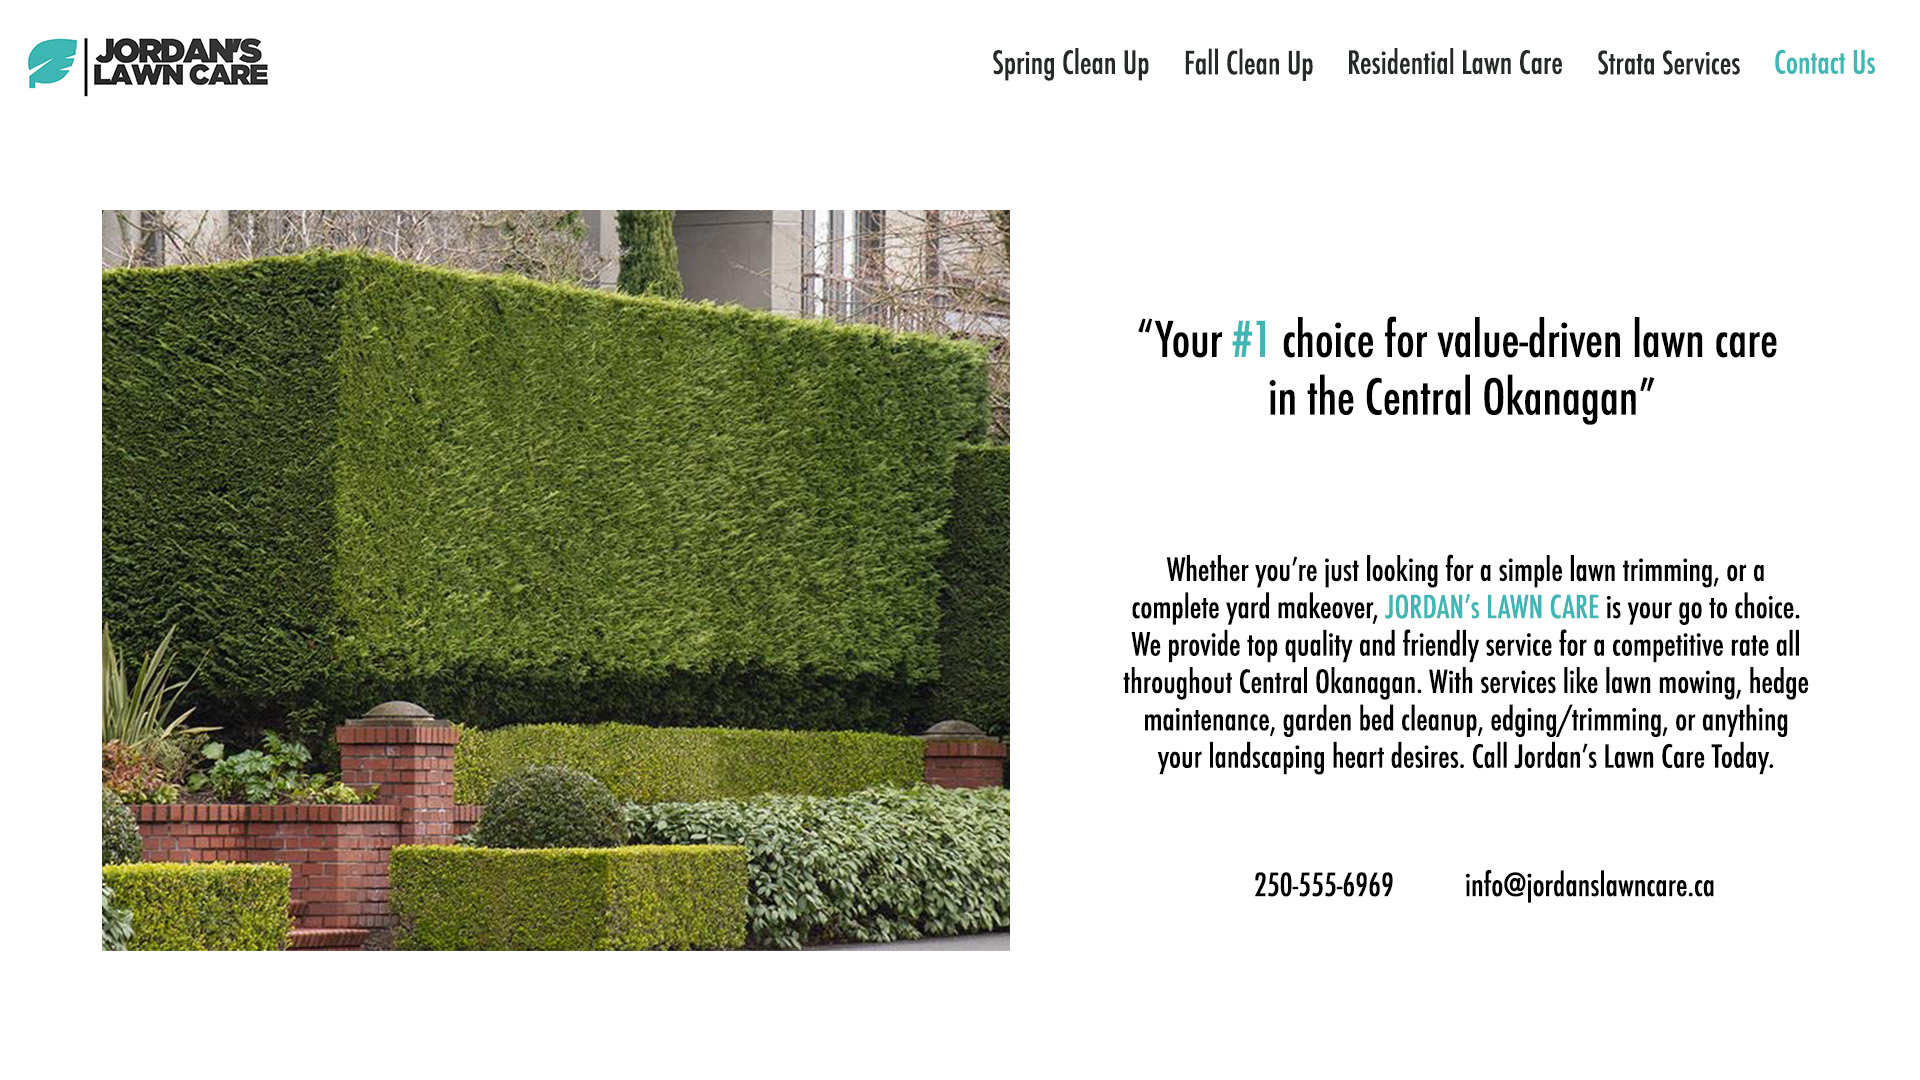 JORDAN'S
LAWN CARE
Spring Clean Up
Fall Clean Up
Residential Lawn Care
Strata Services
Contact Us
“Your #1 choice for value-driven lawn care
in the Central Okanagan”
Whether you’re just looking for a simple lawn trimming, or a
complete yard makeover, JORDAN’s LAWN CARE is your go to choice.
We provide top quality and friendly service for a competitive rate all
throughout Central Okanagan. With services like lawn mowing, hedge
maintenance, garden bed cleanup, edging/trimming, or anything
your landscaping heart desires. Call Jordan’s Lawn Care Today.
250-555-6969
info@jordanslawncare.ca